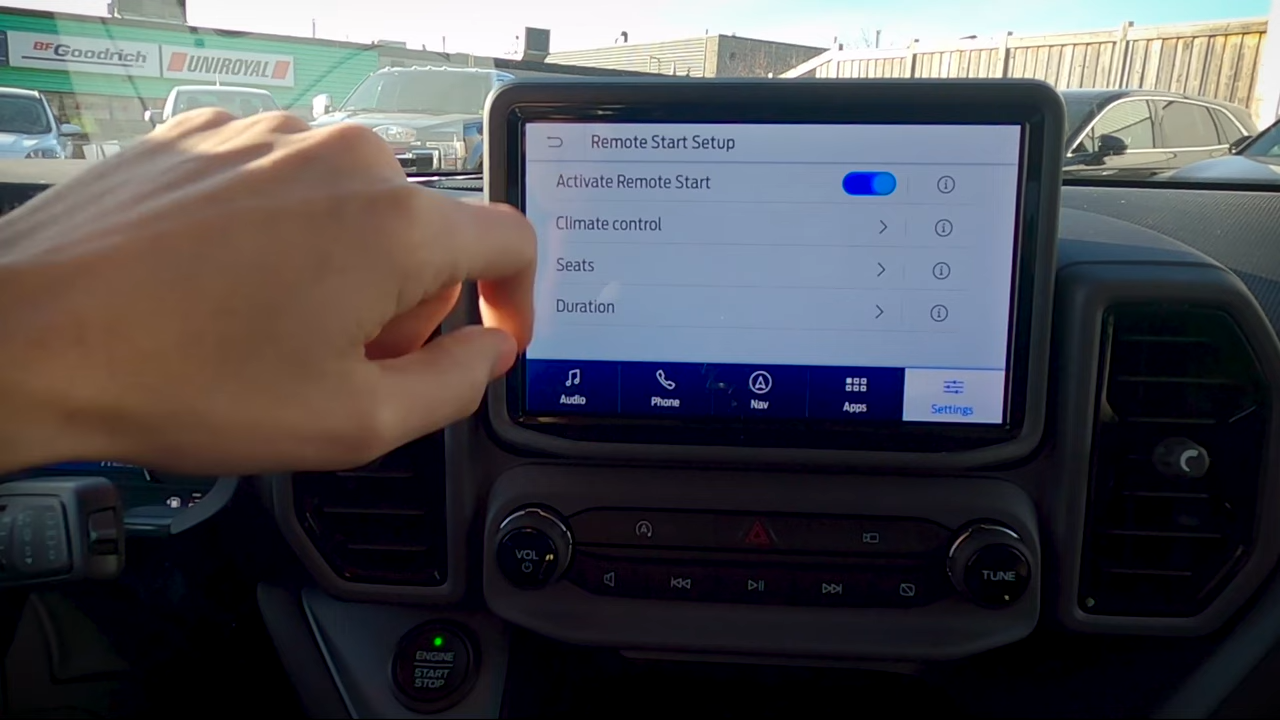 BFGoodrich
UNIROYAL
Remote Start Setup
Activate Remote Start
Climate control
Seats
Duration
Audio
Phone
Nav
Apps
Settings
VOL
TUNE
ENGINE
START
STOP